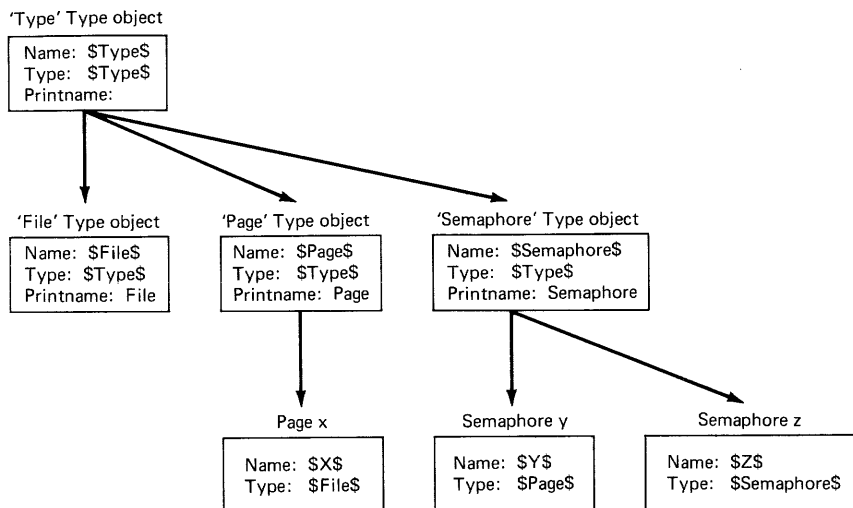 'Type' Type object
Name: $Type$
Type: $Type$
Printname:
'File' Type object
Name: $File$
Type: $Type$
Printname: File
'Page' Type object
Name: $Page$
Type: $Type$
Printname: Page
'Semaphore' Type object
Name: $Semaphore$
Type: $Type$
Printname: Semaphore
Page x
Name: $X$
Type: $File$
Semaphore y
Name: $Y$
Type: $Page$
Semaphore z
Name: $Z$
Type: $Semaphore$